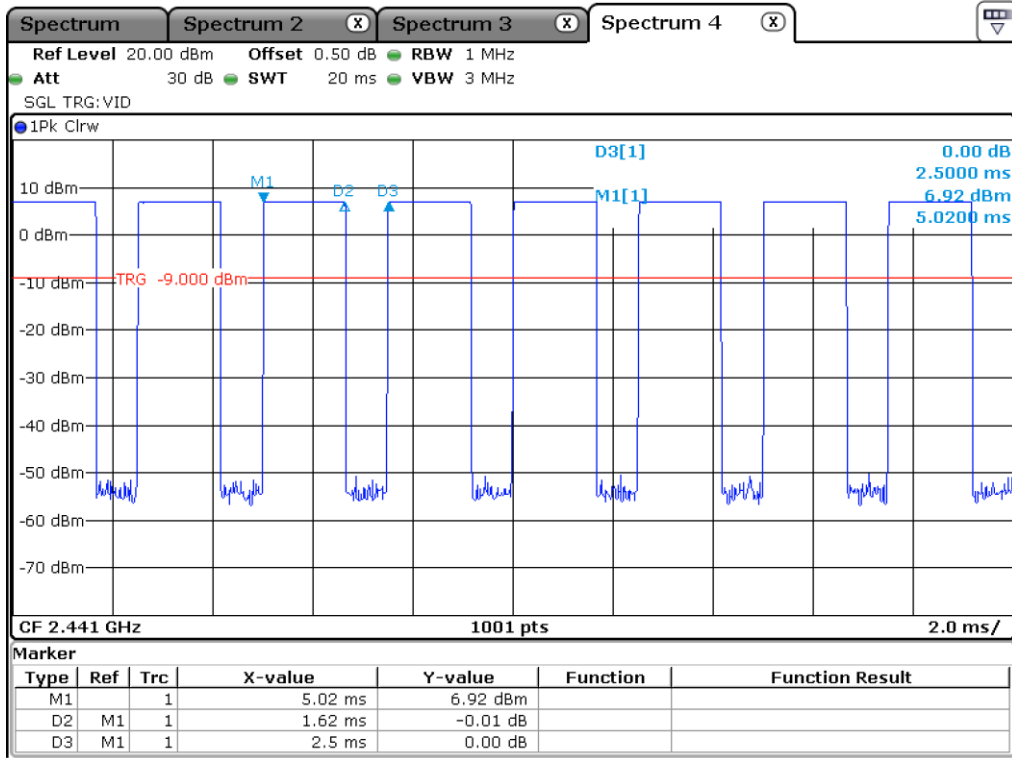 Spectrum Spectrum 2 X Spectrum 3 X Spectrum 4 X
Ref Level 20.00 dBm Offset 0.50 dB RBW 1 MHz
Att 30 dB SWT 20 ms VBW 3 MHz
SGL TRG:VID
1Pk Clrw
D3[1] 0.00 dB
2.5000 ms
M1[1] 6.92 dBm
5.0200 ms
M1 D2 D3
10 dBm
0 dBm
-10 dBm
TRG -9.000 dBm
-20 dBm
-30 dBm
-40 dBm
-50 dBm
-60 dBm
-70 dBm
CF 2.441 GHz 1001 pts 2.0 ms/
Marker
Type Ref Trc X-value Y-value Function Function Result
M1 1 5.02 ms 6.92 dBm
D2 M1 1 1.62 ms -0.01 dB
D3 M1 1 2.5 ms 0.00 dB